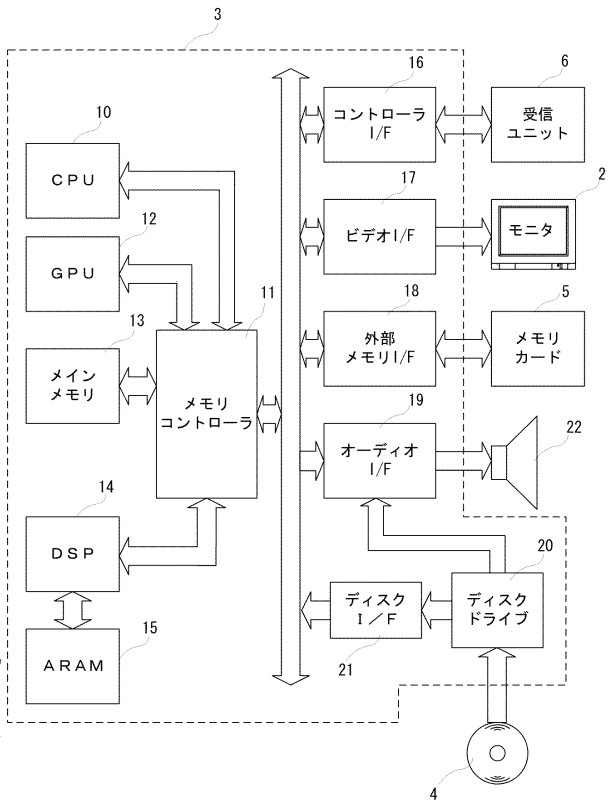 3
16
コントローラ
I/F
6
受信
ユニット
10
CPU
17
ビデオI/F
2
モニタ
12
GPU
11
メモリ
コントローラ
18
外部
メモリI/F
5
メモリ
カード
13
メイン
メモリ
19
オーディオ
I/F
22
14
DSP
20
ディスク
ドライブ
ディスク
I/F
21
15
ARAM
4